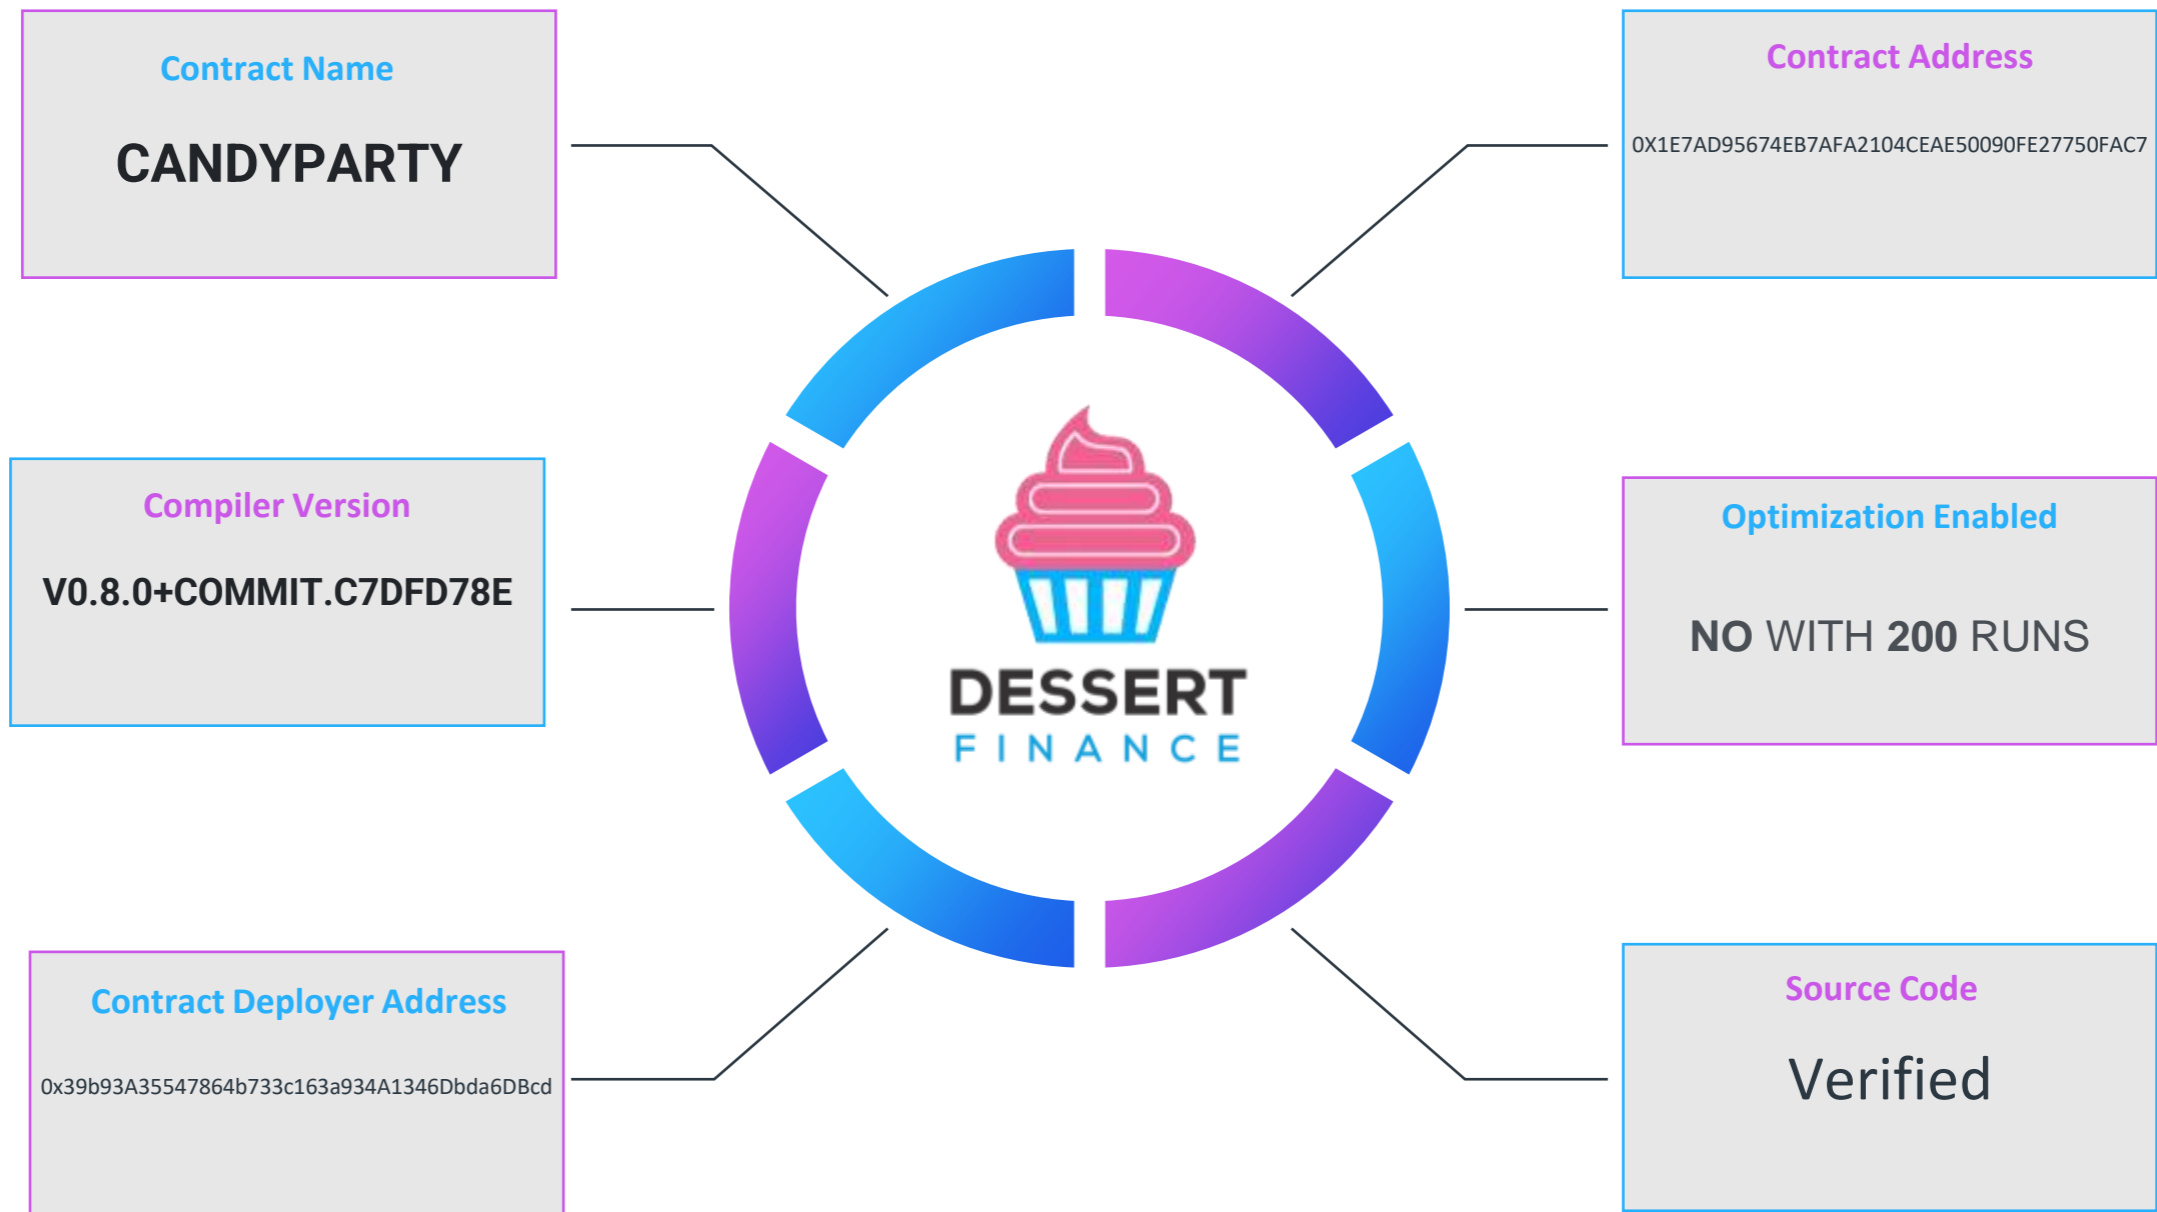 Contract Name
CANDYPARTY
Contract Address
0X1E7AD95674EB7AFA2104CEAE50090FE27750FAC7
Compiler Version
V0.8.0+COMMIT.C7DFD78E
Optimization Enabled
NO WITH 200 RUNS
DESSERT
FINANCE
Contract Deployer Address
0x39b93A35547864b733c163a934A1346Dbda6DBcd
Source Code
Verified